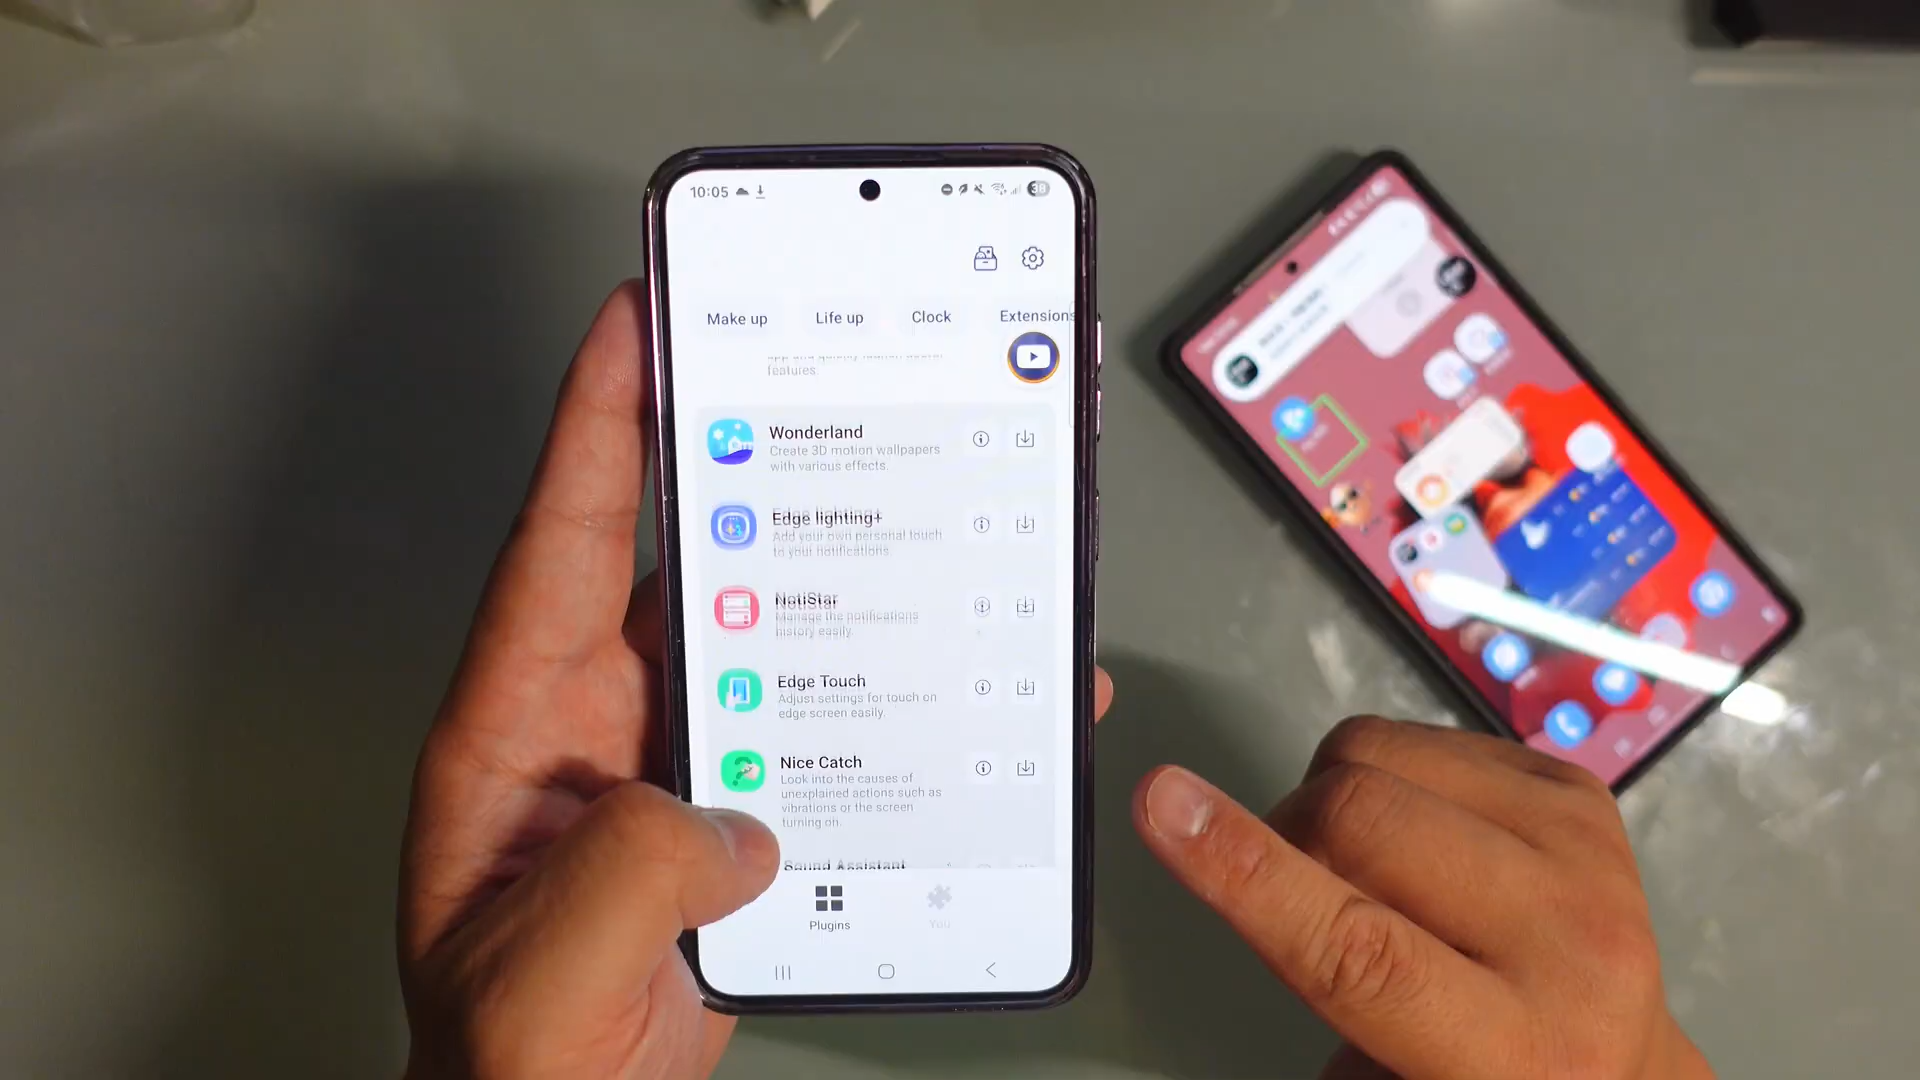 10:05
38
Make up Life up Clock Extensions
features.
Wonderland
Create 3D motion wallpapers
with various effects.
Edge lighting+
Add your own personal touch
to your notifications.
NotiStar
Manage the notifications
history easily.
Edge Touch
Adjust settings for touch on
edge screen easily.
Nice Catch
Look into the causes of
unexplained actions such as
vibrations or the screen
turning on.
Sound Assistant
Plugins You